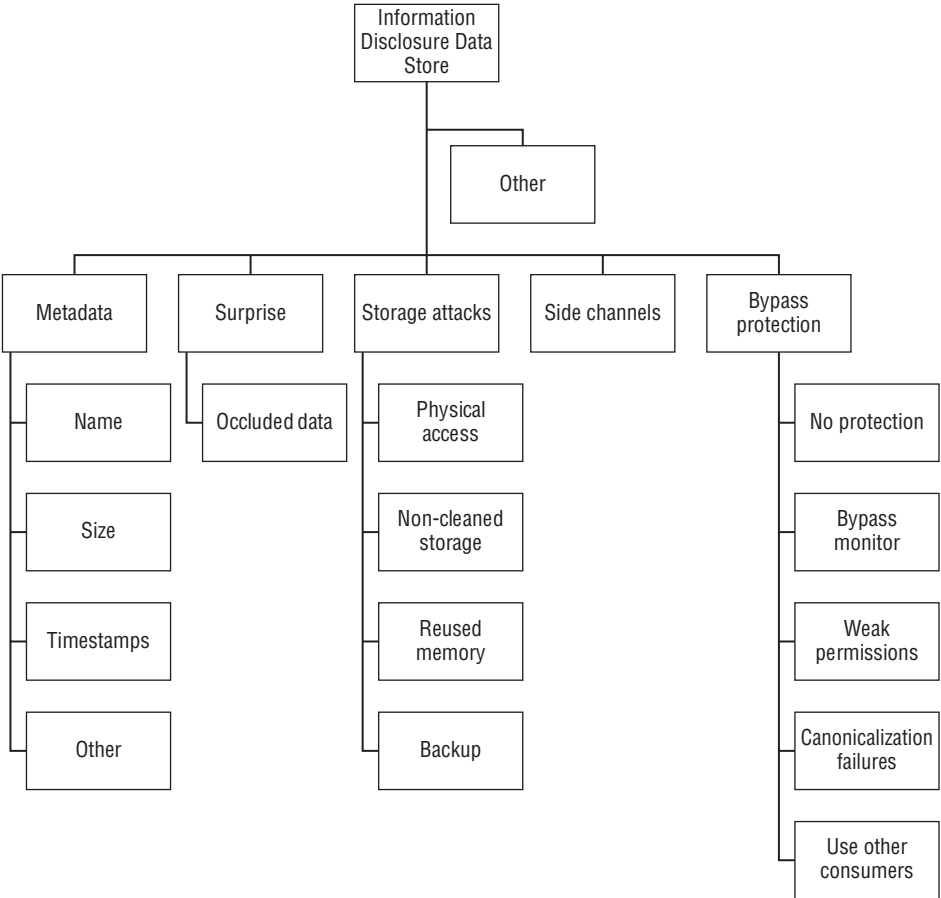 Information
Disclosure Data
Store
Other
Metadata
Surprise
Storage attacks
Side channels
Bypass
protection
Name
Size
Timestamps
Other
Occluded data
Physical
access
Non-cleaned
storage
Reused
memory
Backup
No protection
Bypass
monitor
Weak
permissions
Canonicalization
failures
Use other
consumers